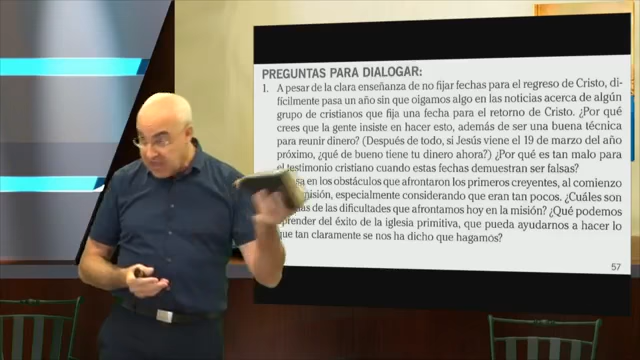 PREGUNTAS PARA DIALOGAR:
1. A pesar de la clara enseñanza de no fijar fechas para el regreso de Cristo, di-
fícilmente pasa un año sin que oigamos algo en las noticias acerca de algún
grupo de cristianos que fija una fecha para el retorno de Cristo. ¿Por qué
crees que la gente insiste en hacer esto, además de ser una buena técnica
para reunir dinero? (Después de todo, si Jesús viene el 19 de marzo del año
próximo, ¿qué de bueno tiene tu dinero ahora?) ¿Por qué es tan malo para
el testimonio cristiano cuando estas fechas demuestran ser falsas?
sa en los obstáculos que afrontaron los primeros creyentes, al comienzo
misión, especialmente considerando que eran tan pocos. ¿Cuáles son
as de las dificultades que afrontamos hoy en la misión? ¿Qué podemos
prender del éxito de la iglesia primitiva, que pueda ayudarnos a hacer lo
que tan claramente se nos ha dicho que hagamos?
57